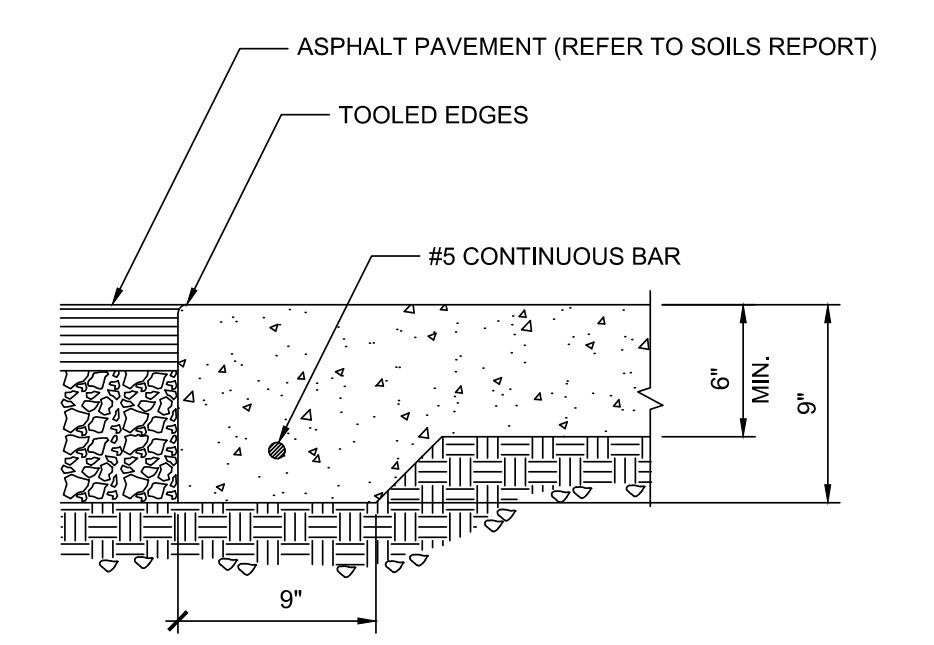 ASPHALT PAVEMENT (REFER TO SOILS REPORT)
TOOLED EDGES
#5 CONTINUOUS BAR
6"
MIN.
9"
9"